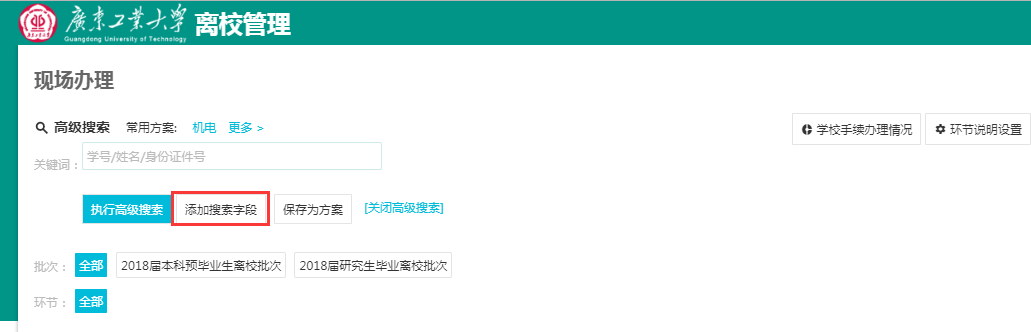 廣東工業大學 离校管理
Guangdong University of Technology
现场办理
高级搜索 常用方案: 机电 更多 >
学校手续办理情况 环节说明设置
关键词: 学号/姓名/身份证件号
执行高级搜索 添加搜索字段 保存为方案 [关闭高级搜索]
批次: 全部 2018届本科预毕业生离校批次 2018届研究生毕业离校批次
环节: 全部